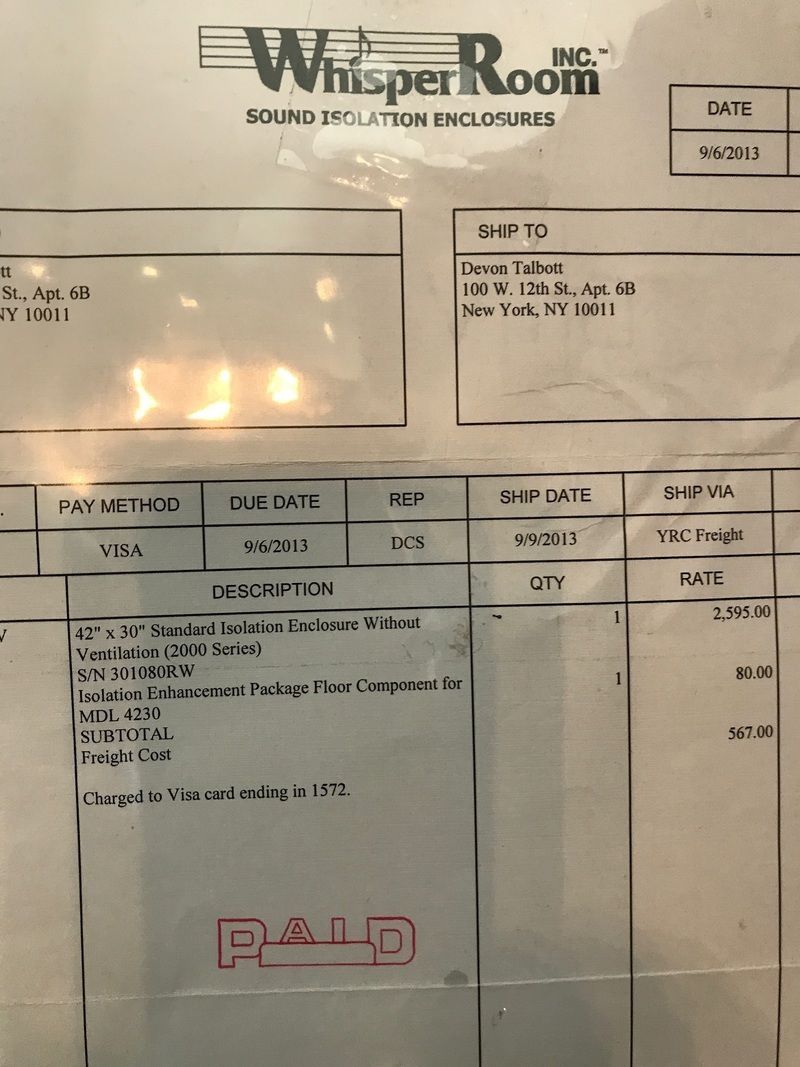 WhisperRoom INC.™
SOUND ISOLATION ENCLOSURES
DATE
9/6/2013
tt
St., Apt. 6B
NY 10011
SHIP TO
Devon Talbott
100 W. 12th St., Apt. 6B
New York, NY 10011
PAY METHOD DUE DATE REP SHIP DATE SHIP VIA
VISA 9/6/2013 DCS 9/9/2013 YRC Freight
DESCRIPTION QTY RATE
42" x 30" Standard Isolation Enclosure Without 1 2,595.00
Ventilation (2000 Series)
S/N 301080RW
Isolation Enhancement Package Floor Component for 1 80.00
MDL 4230
SUBTOTAL
Freight Cost 567.00
Charged to Visa card ending in 1572.
PAID